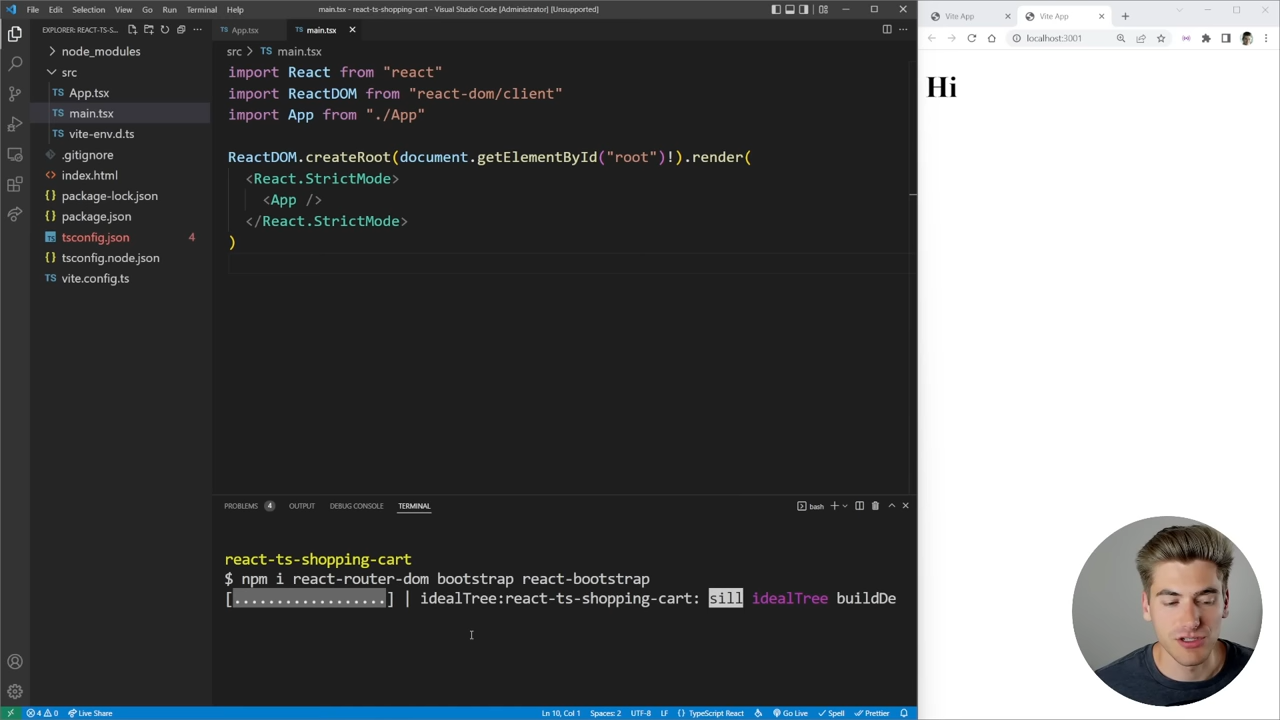 File Edit Selection View Go Run Terminal Help
main.tsx - react-ts-shopping-cart - Visual Studio Code [Administrator] [Unsupported]
EXPLORER: REACT-TS-S...
node_modules
src
App.tsx
main.tsx
vite-env.d.ts
.gitignore
index.html
package-lock.json
package.json
tsconfig.json 4
tsconfig.node.json
vite.config.ts
App.tsx main.tsx
src > main.tsx
import React from "react"
import ReactDOM from "react-dom/client"
import App from "./App"
ReactDOM.createRoot(document.getElementById("root")!).render(
<React.StrictMode>
<App />
</React.StrictMode>
)
PROBLEMS 4 OUTPUT DEBUG CONSOLE TERMINAL
bash
react-ts-shopping-cart
$ npm i react-router-dom bootstrap react-bootstrap
[..................] | idealTree:react-ts-shopping-cart: sill idealTree buildDe
4 0 Live Share
Ln 10, Col 1 Spaces: 2 UTF-8 LF {} TypeScript React Go Live Spell Prettier
Vite App Vite App
localhost:3001
Hi